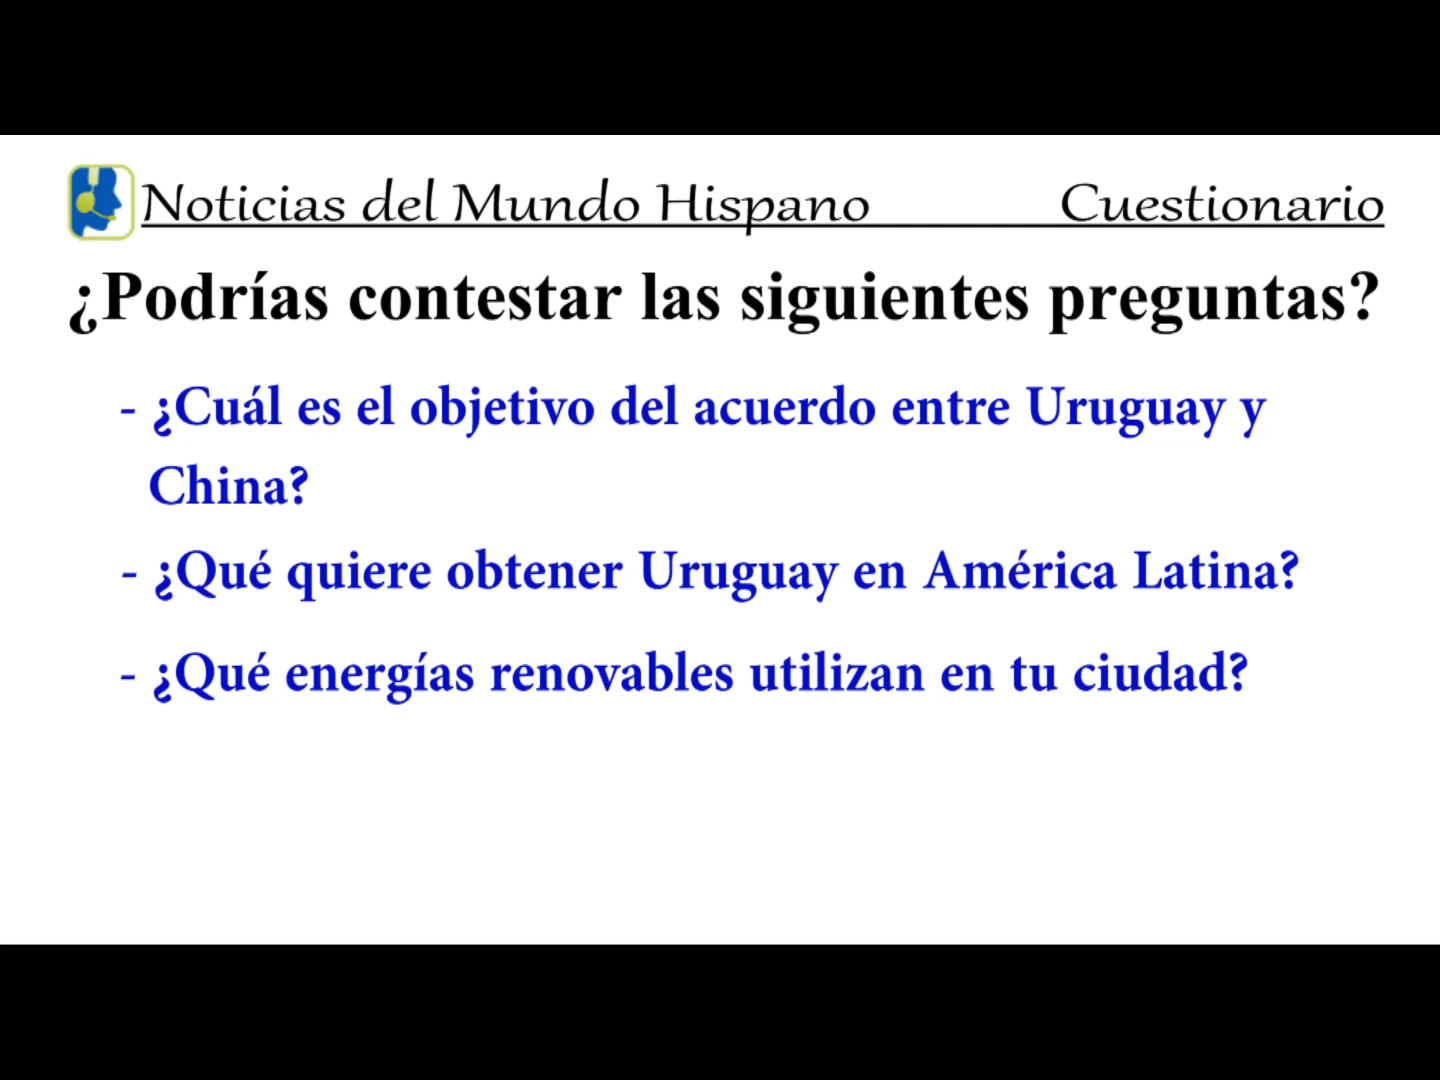 Noticias del Mundo Hispano Cuestionario
¿Podrías contestar las siguientes preguntas?
- ¿Cuál es el objetivo del acuerdo entre Uruguay y
China?
- ¿Qué quiere obtener Uruguay en América Latina?
- ¿Qué energías renovables utilizan en tu ciudad?